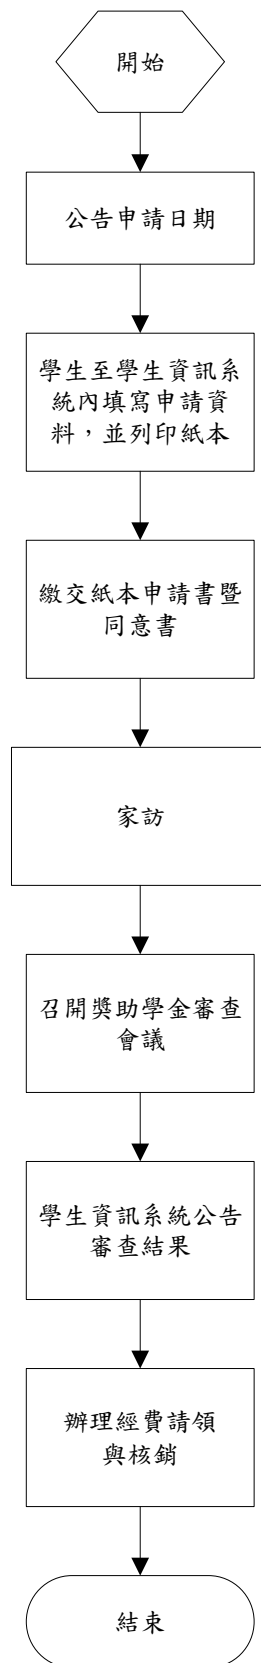 開始
公告申請日期
學生至學生資訊系
統內填寫申請資
料，並列印紙本
繳交紙本申請書暨
同意書
家訪
召開獎助學金審查
會議
學生資訊系統公告
審查結果
辦理經費請領
與核銷
結束